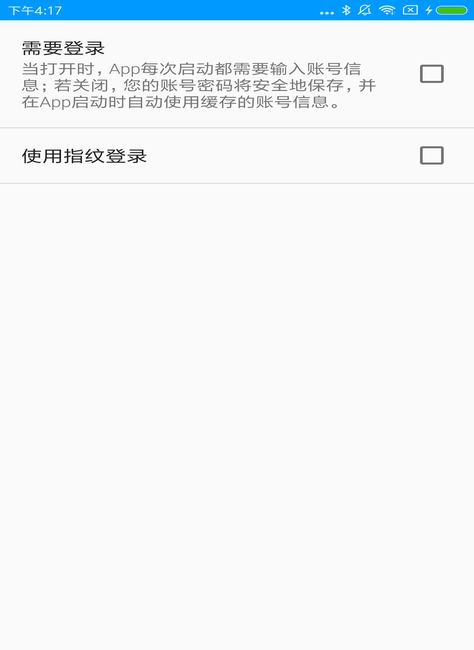 下午4:17
需要登录
当打开时，App每次启动都需要输入账号信
息；若关闭，您的账号密码将安全地保存，并
在App启动时自动使用缓存的账号信息。
使用指纹登录